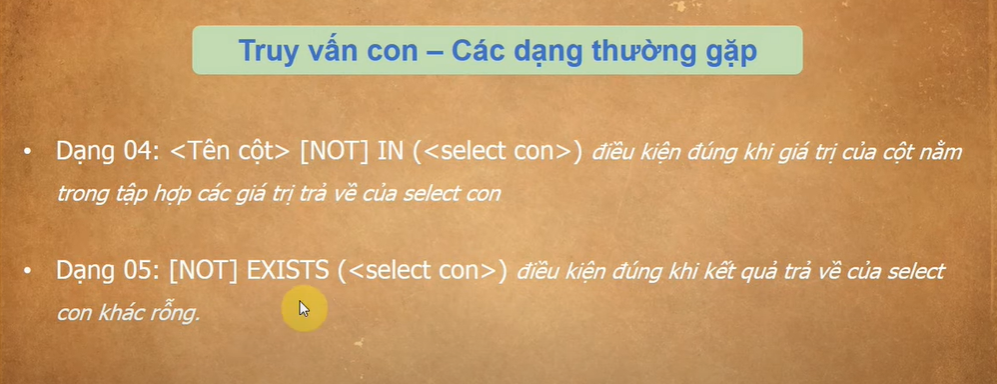 Truy vấn con – Các dạng thường gặp
• Dạng 04: <Tên cột> [NOT] IN (<select con>) điều kiện đúng khi giá trị của cột nằm
trong tập hợp các giá trị trả về của select con
• Dạng 05: [NOT] EXISTS (<select con>) điều kiện đúng khi kết quả trả về của select
con khác rỗng.